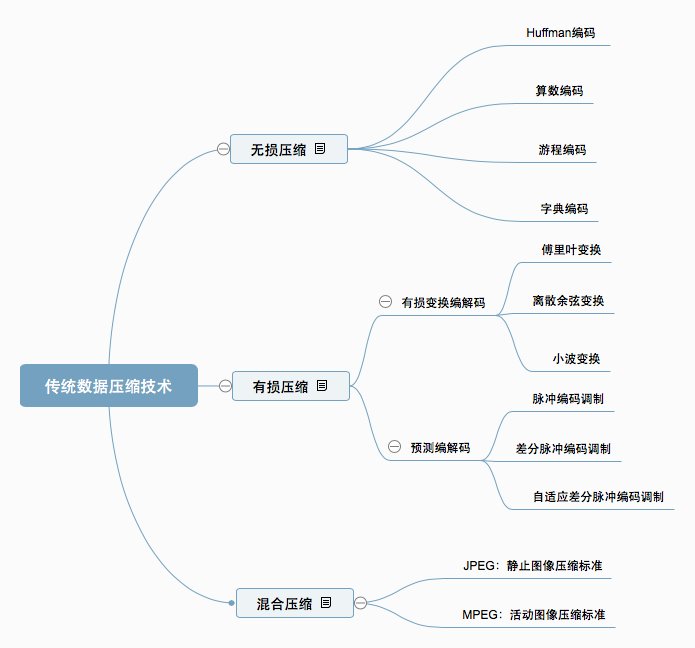 传统数据压缩技术
无损压缩
Huffman编码
算数编码
游程编码
字典编码
有损压缩
有损变换编解码
傅里叶变换
离散余弦变换
小波变换
预测编解码
脉冲编码调制
差分脉冲编码调制
自适应差分脉冲编码调制
混合压缩
JPEG：静止图像压缩标准
MPEG：活动图像压缩标准